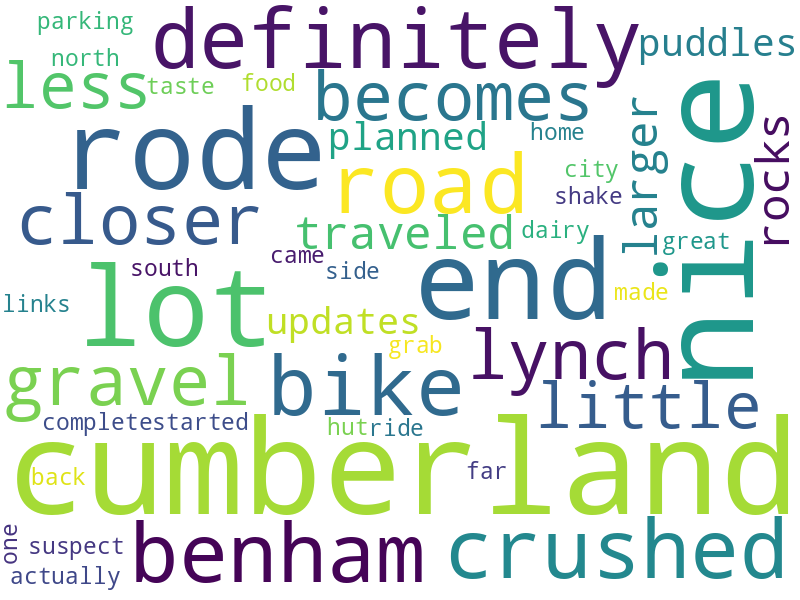 parking
definitely
puddles
north
less
taste
food
becomes
nice
rode
planned
home
larger
rocks
road
city
shake
closer
traveled
dairy
great
came
south
side
lot
end
made
links
updates
grab
lynch
gravel
bike
little
completestarted
hut
ride
cumberland
back
far
one
suspect
actually
benham
crushed